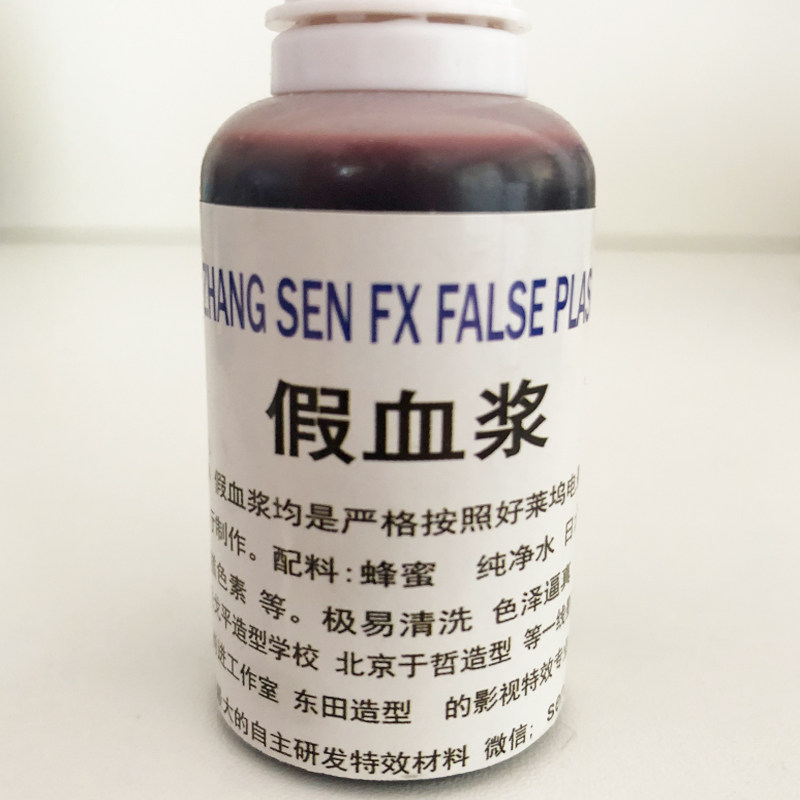 ZHANG SEN FX FALSE PLAS
假血浆
假血浆均是严格按照好莱坞电
制作。配料:蜂蜜 纯净水 日
色素 等。极易清洗 色泽逼真
戈平造型学校 北京于哲造型 等一线
工作室 东田造型 的影视特效专
大的自主研发特效材料 微信: